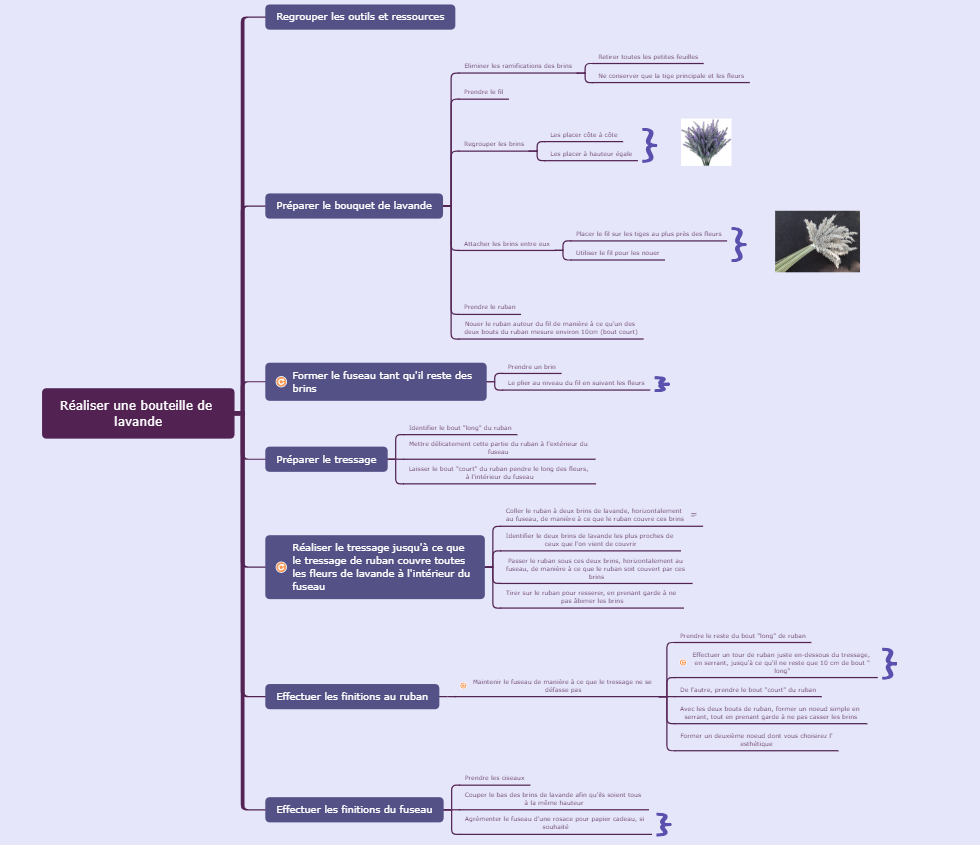 Regrouper les outils et ressources
Retirer toutes les petites feuilles
Eliminer les ramifications des brins
Ne conserver que la tige principale et les fleurs
Prendre le fil
Les placer côte à côte
Regrouper les brins
Les placer à hauteur égale
Préparer le bouquet de lavande
Placer le fil sur les tiges au plus près des fleurs
Attacher les brins entre eux
Utiliser le fil pour les nouer
Prendre le ruban
Nouer le ruban autour du fil de manière à ce qu'un des
deux bouts du ruban mesure environ 10cm (bout court)
Former le fuseau tant qu'il reste des
brins
Prendre un brin
Le plier au niveau du fil en suivant les fleurs
Réaliser une bouteille de
lavande
Identifier le bout "long" du ruban
Préparer le tressage
Mettre délicatement cette partie du ruban à l'extérieur du
fuseau
Laisser le bout "court" du ruban pendre le long des fleurs,
à l'intérieur du fuseau
Réaliser le tressage jusqu'à ce que
le tressage de ruban couvre toutes
les fleurs de lavande à l'intérieur du
fuseau
Coller le ruban à deux brins de lavande, horizontalement
au fuseau, de manière à ce que le ruban couvre ces brins
Identifier le deux brins de lavande les plus proches de
ceux que l'on vient de couvrir
Passer le ruban sous ces deux brins, horizontalement au
fuseau, de manière à ce que le ruban soit couvert par ces
brins
Tirer sur le ruban pour resserer, en prenant garde à ne
pas âbimer les brins
Effectuer les finitions au ruban
Maintenir le fuseau de manière à ce que le tressage ne se
défasse pas
Prendre le reste du bout "long" de ruban
Effectuer un tour de ruban juste en-dessous du tressage,
en serrant, jusqu'à ce qu'il ne reste que 10 cm de bout "
long"
De l'autre, prendre le bout "court" du ruban
Avec les deux bouts de ruban, former un noeud simple en
serrant, tout en prenant garde à ne pas casser les brins
Former un deuxième noeud dont vous choisirez l'
esthétique
Effectuer les finitions du fuseau
Prendre les ciseaux
Couper le bas des brins de lavande afin qu'ils soient tous
à la même hauteur
Agrémenter le fuseau d'une rosace pour papier cadeau, si
souhaité